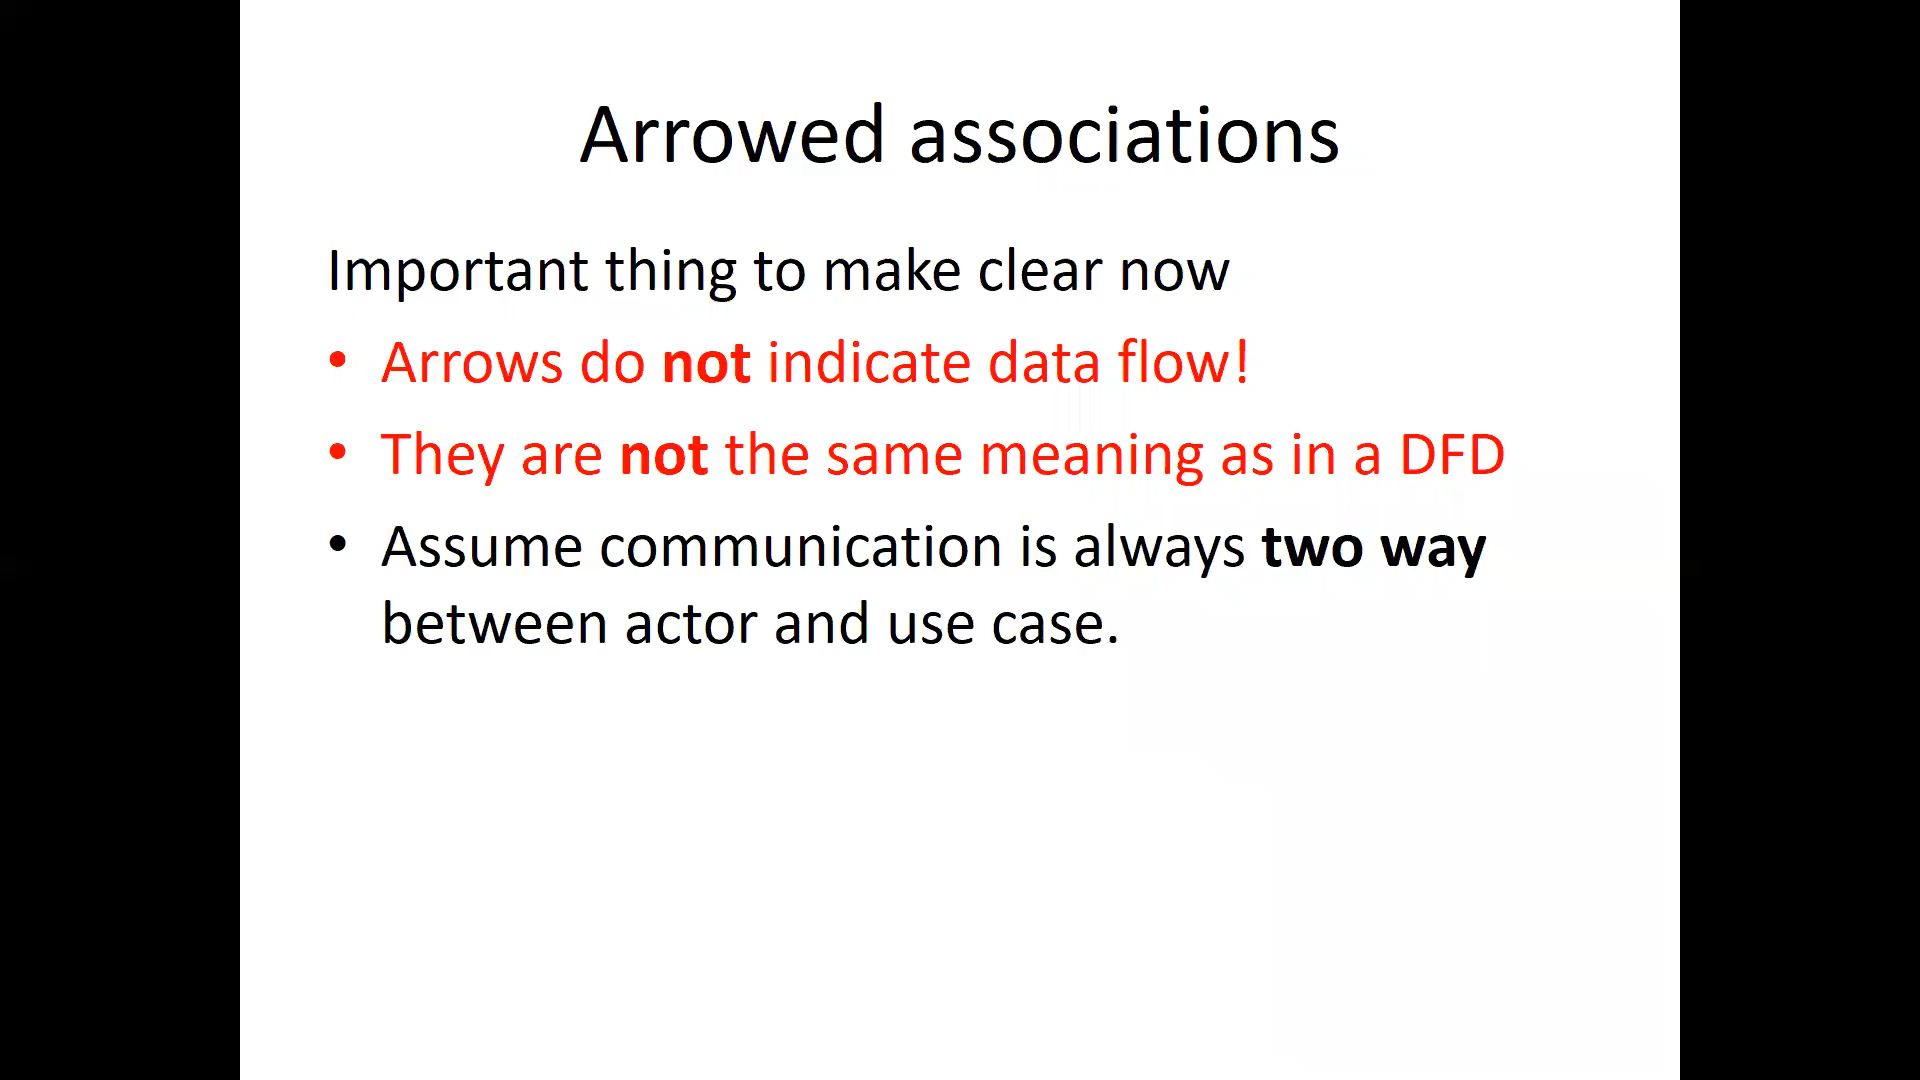 Arrowed associations
Important thing to make clear now
• Arrows do not indicate data flow!
• They are not the same meaning as in a DFD
• Assume communication is always two way
between actor and use case.